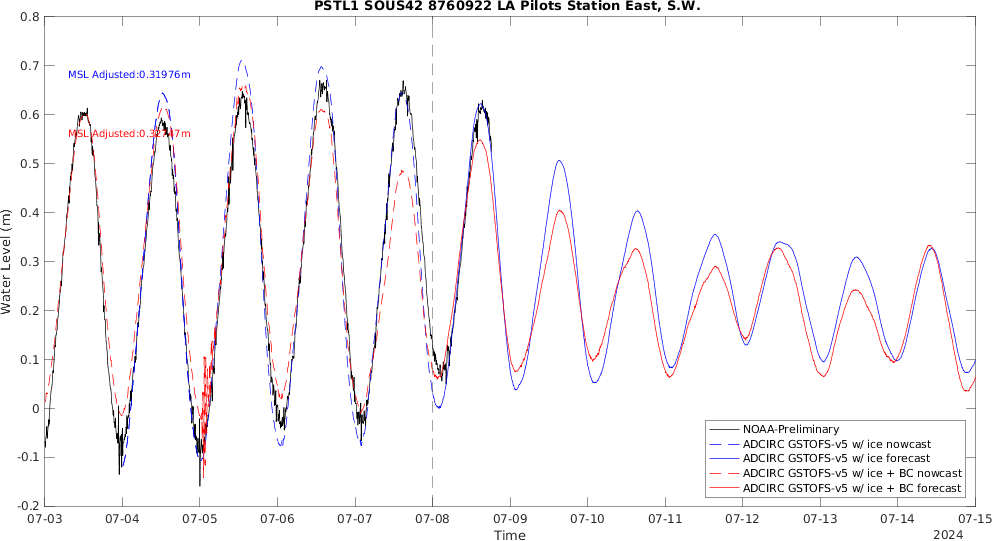 PSTL1 SOUS42 8760922 LA Pilots Station East, S.W.
0.8
0.7
0.6
0.5
0.4
0.3
0.2
0.1
0
-0.1
-0.2
Water Level (m)
MSL Adjusted:0.31976m
MSL
NOAA-Preliminary
ADCIRC GSTOFS-v5 w/ ice nowcast
ADCIRC GSTOFS-v5 w/ ice forecast
ADCIRC GSTOFS-v5 w/ ice + BC nowcast
ADCIRC GSTOFS-v5 w/ ice + BC forecast
07-03 07-04 07-05 07-06 07-07 07-08 07-09 07-10 07-11 07-12 07-13 07-14 07-15
Time
2024